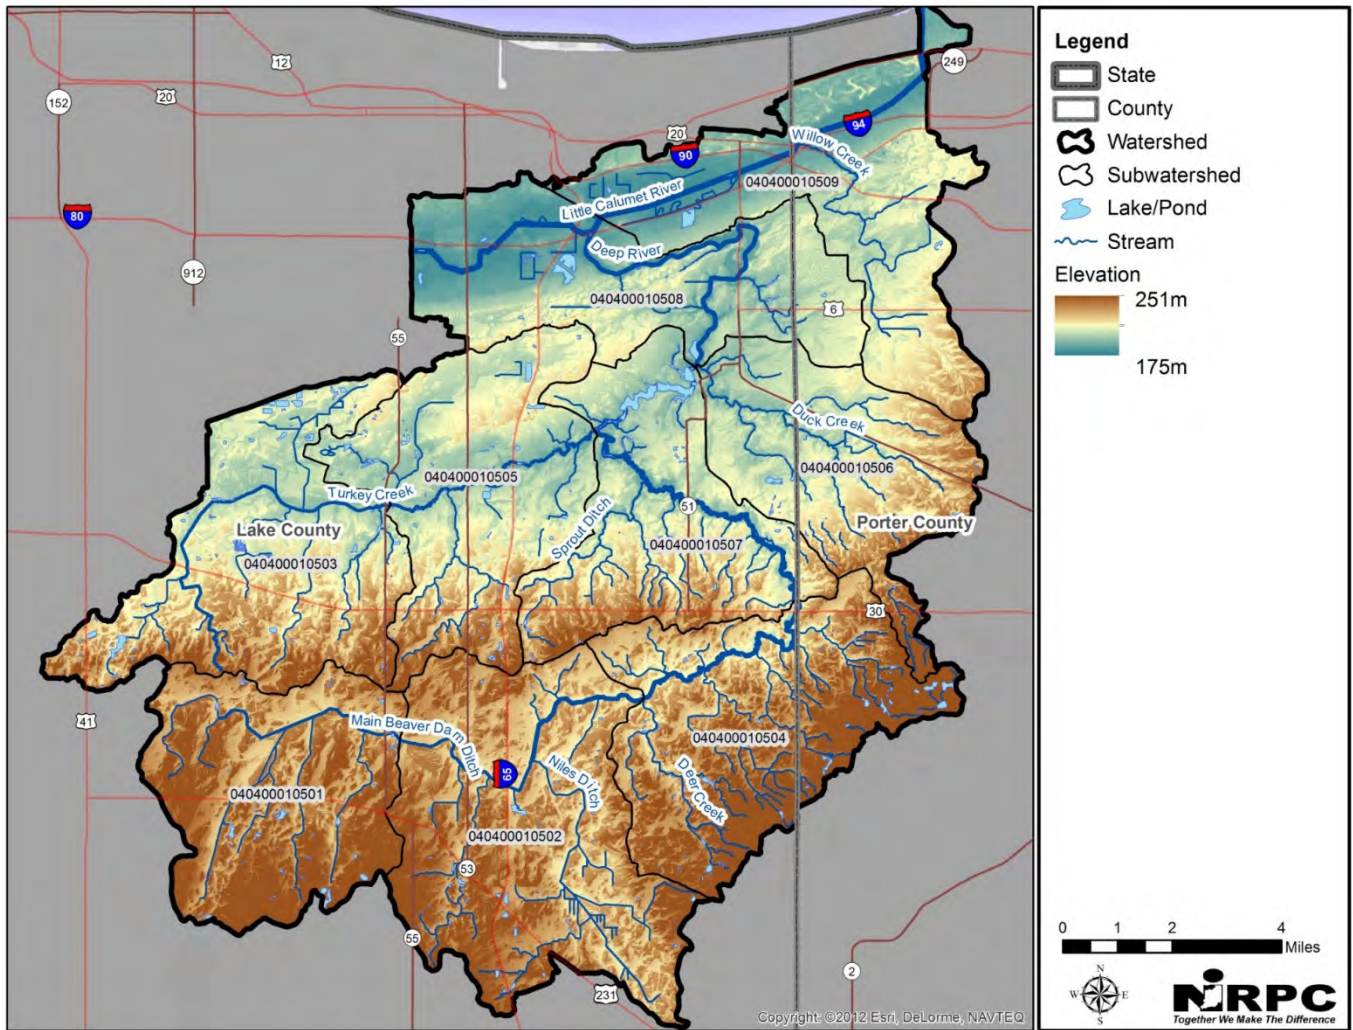 12
249
20
152
20
94
Willow Creek
90
040400010509
Little Calumet River
80
Deep River
912
040400010508
6
55
Duck Creek
040400010506
040400010505
Turkey Creek
51
Porter County
Lake County
Sprout Ditch
040400010507
040400010503
30
41
Main Beaver Dam Ditch
040400010504
65
Niles Ditch
Deer Creek
040400010501
040400010502
53
55
2
231
Copyright: ©2012 Esri, DeLorme, NAVTEQ
Legend
State
County
Watershed
Subwatershed
Lake/Pond
Stream
Elevation
251m
175m
0 1 2 4
Miles
N
W E
S
NIRPC
Together We Make The Difference